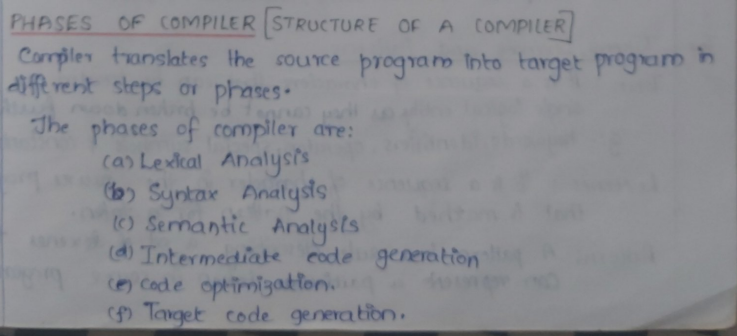 PHASES OF COMPILER [STRUCTURE OF A COMPILER]
Compiler translates the source program into target program in
different steps or phases.
The phases of compiler are:
(a) Lexical Analysis
(b) Syntax Analysis
(c) Semantic Analysis
(d) Intermediate code generation
(e) code optimization.
(f) Target code generation.